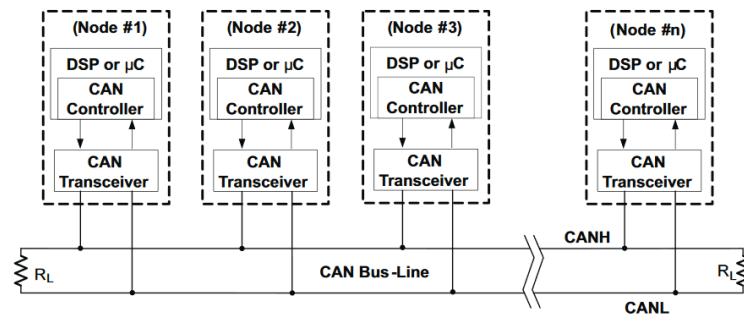 (Node #1)
DSP or μC
CAN
Controller
CAN
Transceiver
(Node #2)
DSP or μC
CAN
Controller
CAN
Transceiver
(Node #3)
DSP or μC
CAN
Controller
CAN
Transceiver
(Node #n)
DSP or μC
CAN
Controller
CAN
Transceiver
CANH
RL
CAN Bus-Line
RL
CANL